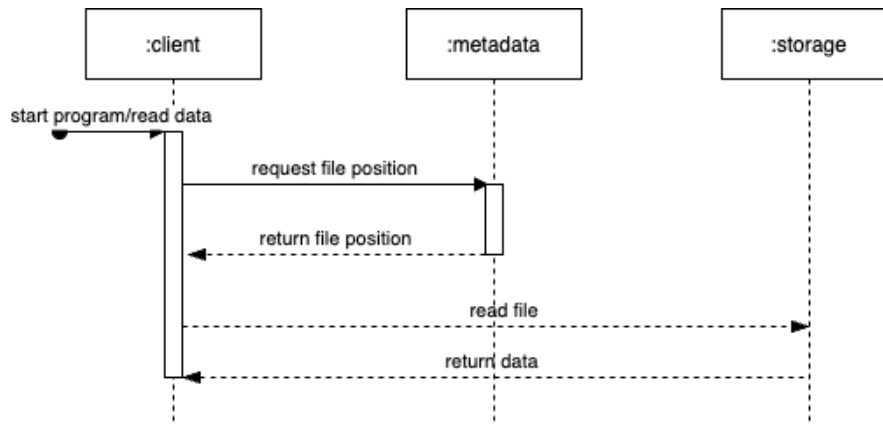 :client
:metadata
:storage
start program/read data
request file position
return file position
read file
return data